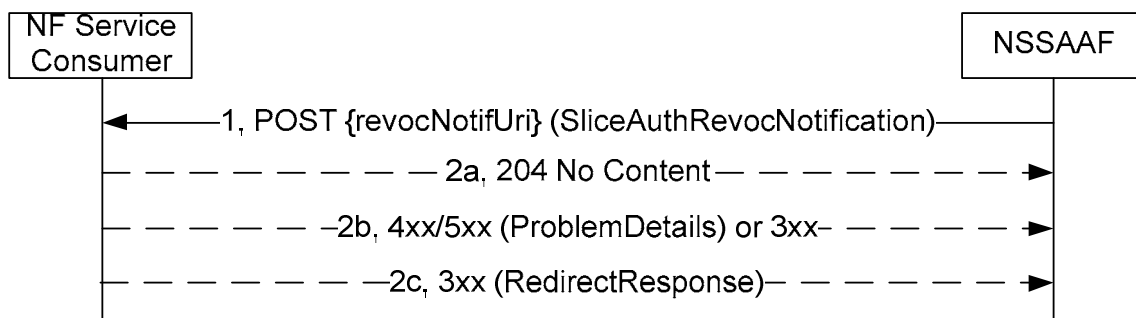 NF Service
Consumer
NSSAAF
1, POST {revocNotifUri} (SliceAuthRevocNotification)
2a, 204 No Content
2b, 4xx/5xx (ProblemDetails) or 3xx
2c, 3xx (RedirectResponse)